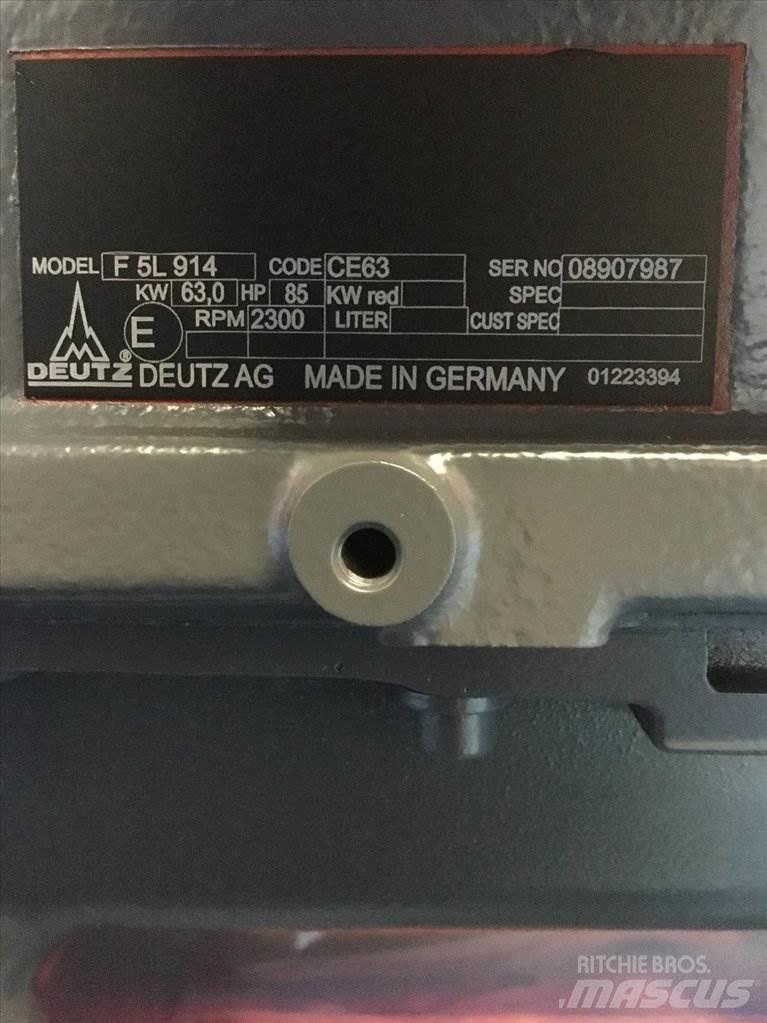 MODEL F 5L 914 CODE CE63 SER NO 08907987
KW 63,0 HP 85 KW red SPEC
E RPM 2300 LITER CUST SPEC
DEUTZ® DEUTZ AG MADE IN GERMANY 01223394
RITCHIE BROS.
MASCUS